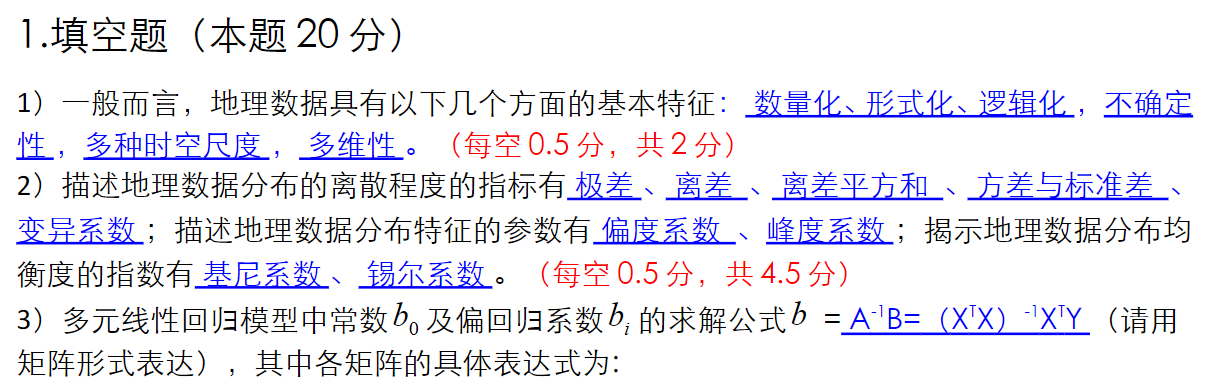 1.填空题（本题 20 分）
1）一般而言，地理数据具有以下几个方面的基本特征： 数量化、形式化、逻辑化 ，不确定
性 ，多种时空尺度 ， 多维性 。（每空 0.5 分，共 2 分）
2）描述地理数据分布的离散程度的指标有 极差 、 离差 、 离差平方和 、 方差与标准差 、
变异系数 ；描述地理数据分布特征的参数有 偏度系数 、峰度系数 ；揭示地理数据分布均
衡度的指数有 基尼系数 、 锡尔系数 。（每空 0.5 分，共 4.5 分）
3）多元线性回归模型中常数 b₀ 及偏回归系数 bᵢ 的求解公式 b = A⁻¹B=（XᵀX）⁻¹XᵀY （请用
矩阵形式表达），其中各矩阵的具体表达式为: